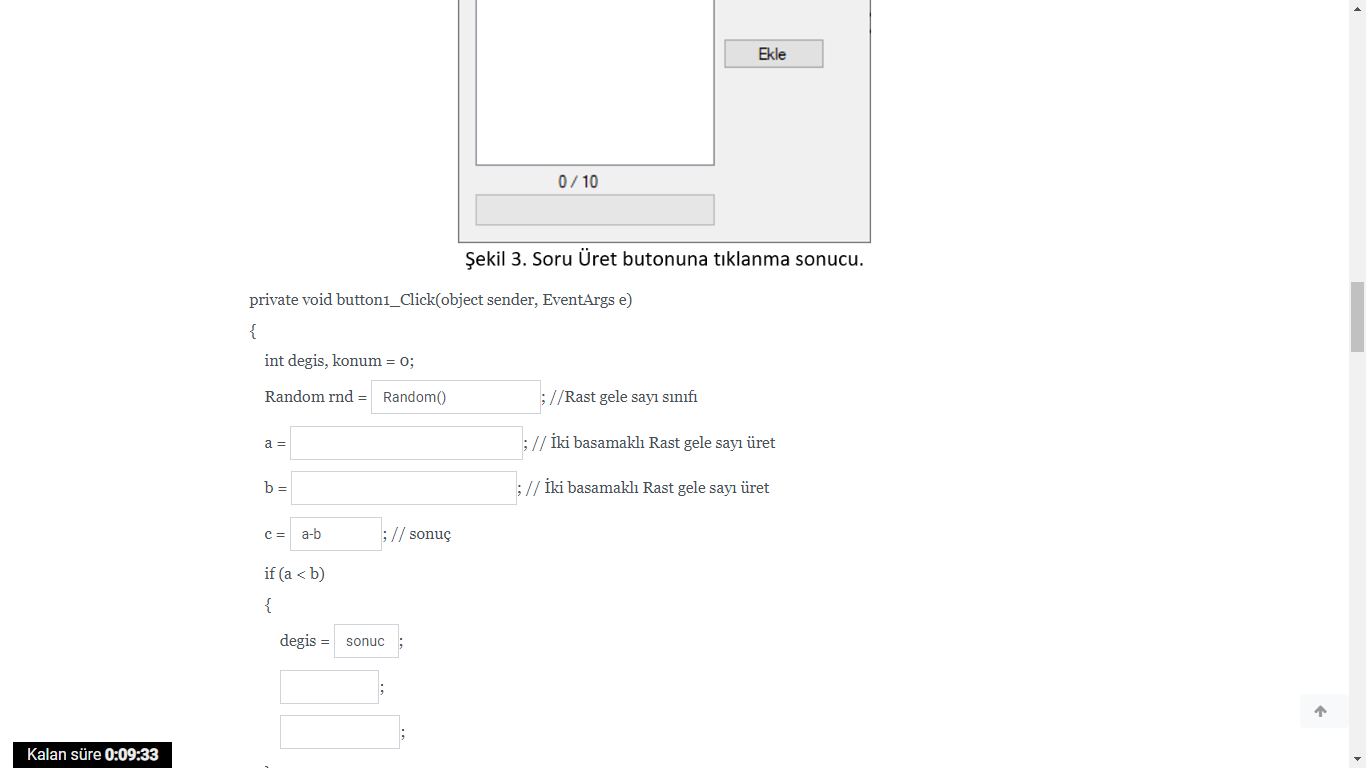 Ekle
0 / 10
Şekil 3. Soru Üret butonuna tıklanma sonucu.
private void button1_Click(object sender, EventArgs e)
{
int degis, konum = 0;
Random rnd = Random() ; //Rast gele sayı sınıfı
a = ; // İki basamaklı Rast gele sayı üret
b = ; // İki basamaklı Rast gele sayı üret
c = a-b ; // sonuç
if (a < b)
{
degis = sonuc ;
;
;
Kalan süre 0:09:33